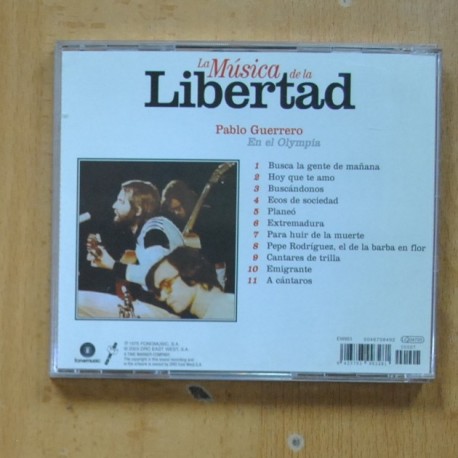 La Música de la
Libertad
Pablo Guerrero
En el Olympia
1 Busca la gente de mañana
2 Hoy que te amo
3 Buscándonos
4 Ecos de sociedad
5 Planeó
6 Extremadura
7 Para huir de la muerte
8 Pepe Rodríguez, el de la barba en flor
9 Cantares de trilla
10 Emigrante
11 A cántaros
fonomusic